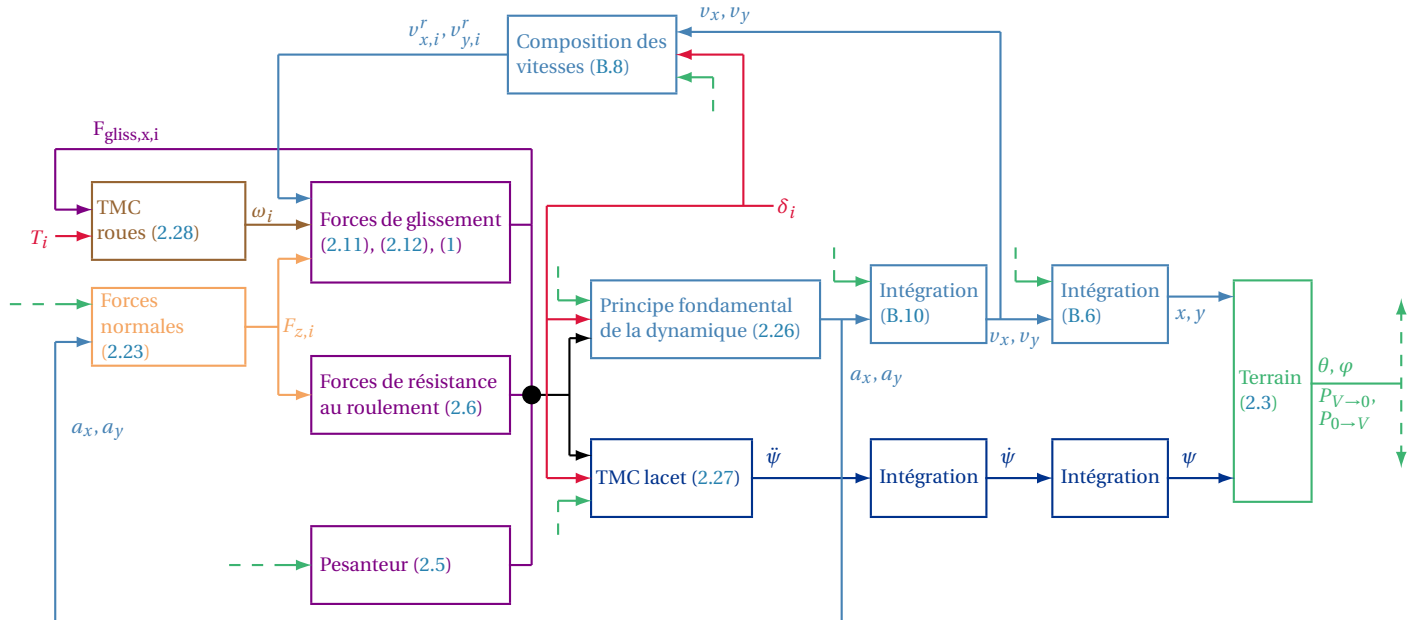 v_x, v_y
v^r_{x,i}, v^r_{y,i}
Composition des
vitesses (B.8)
F_{gliss,x,i}
TMC
roues (2.28)
ω_i
T_i
Forces de glissement
(2.11), (2.12), (1)
δ_i
Forces
normales
(2.23)
F_{z,i}
Principe fondamental
de la dynamique (2.26)
Intégration
(B.10)
v_x, v_y
Intégration
(B.6)
x, y
Forces de résistance
au roulement (2.6)
a_x, a_y
a_x, a_y
Terrain
(2.3)
θ, φ
P_{V→0},
P_{0→V}
TMC lacet (2.27)
ψ̈
Intégration
ψ̇
Intégration
ψ
Pesanteur (2.5)